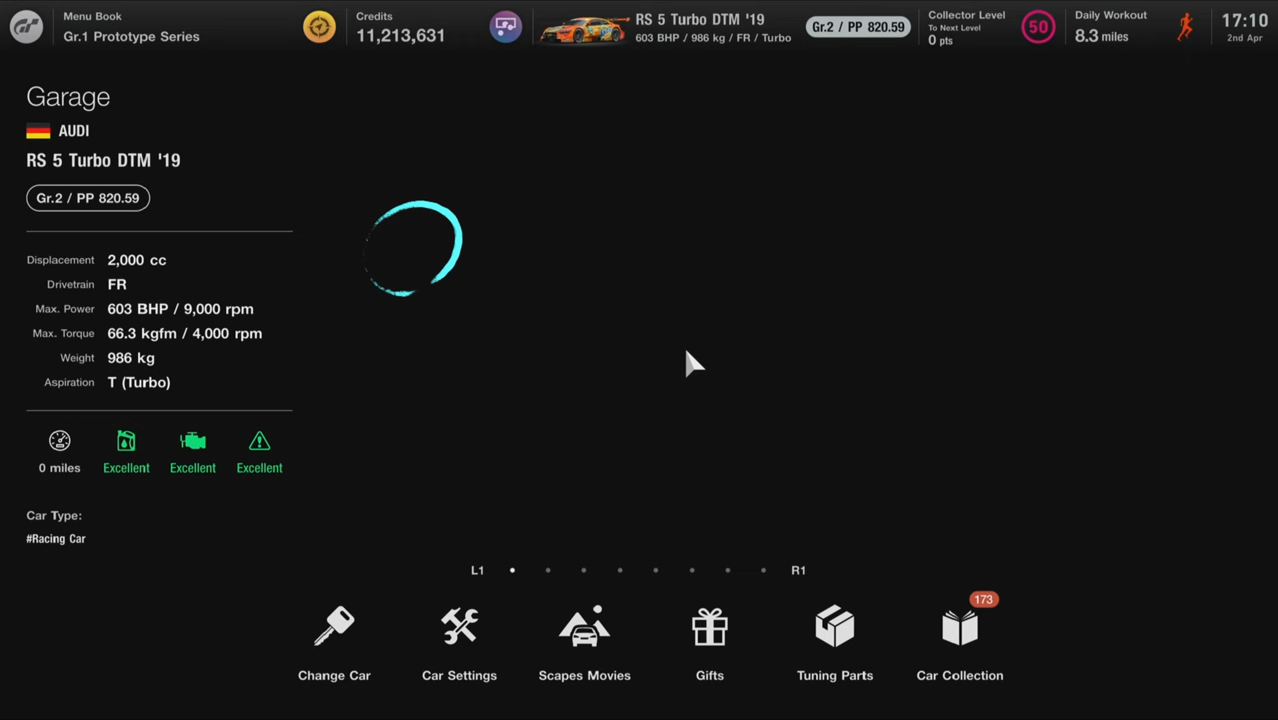 Menu Book
Gr.1 Prototype Series
Credits
11,213,631
RS 5 Turbo DTM '19
603 BHP / 986 kg / FR / Turbo
Gr.2 / PP 820.59
Collector Level
To Next Level
0 pts
50
Daily Workout
8.3 miles
17:10
2nd Apr
Garage
AUDI
RS 5 Turbo DTM '19
Gr.2 / PP 820.59
Displacement 2,000 cc
Drivetrain FR
Max. Power 603 BHP / 9,000 rpm
Max. Torque 66.3 kgfm / 4,000 rpm
Weight 986 kg
Aspiration T (Turbo)
0 miles Excellent Excellent Excellent
Car Type:
#Racing Car
L1 R1
173
Change Car Car Settings Scapes Movies Gifts Tuning Parts Car Collection